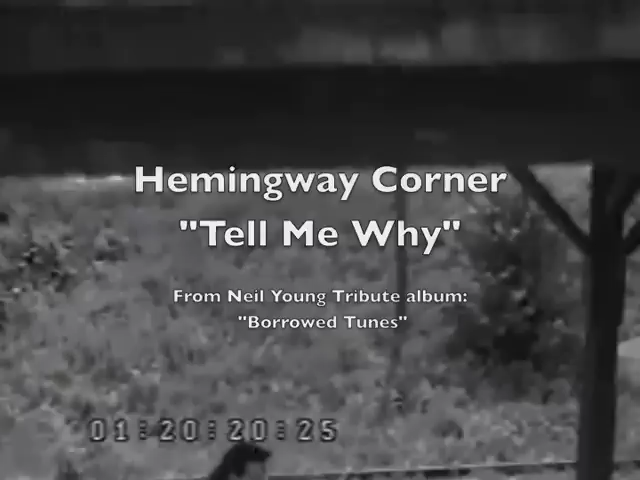 Hemingway Corner
"Tell Me Why"
From Neil Young Tribute album:
"Borrowed Tunes"
01:20:20:25